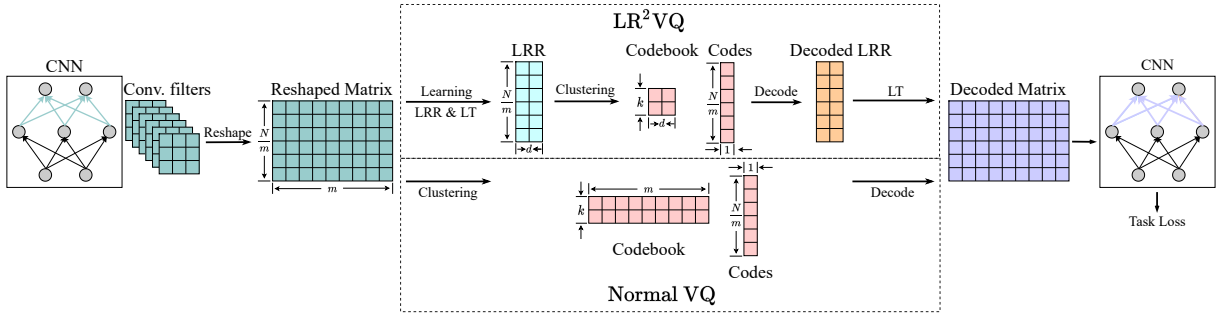 LR²VQ
CNN
Conv. filters
Reshape
Reshaped Matrix
N/m
m
Learning
LRR & LT
LRR
N/m
d
Clustering
Codebook
k
d
Codes
N/m
1
Decode
Decoded LRR
LT
Decoded Matrix
CNN
Task Loss
Clustering
m
k
Codebook
1
N/m
Codes
Decode
Normal VQ